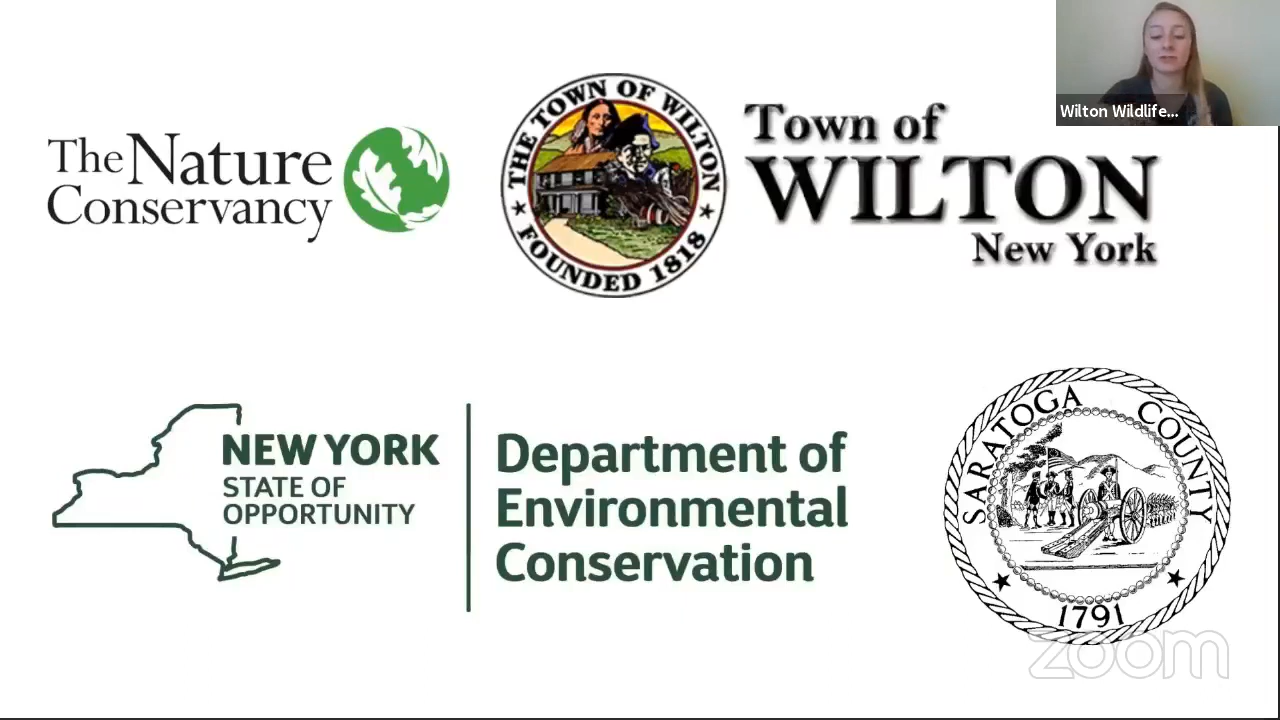 Wilton Wildlife...
The Nature
Conservancy
THE TOWN OF WILTON
FOUNDED 1818
Town of
WILTON
New York
NEW YORK
STATE OF
OPPORTUNITY
Department of
Environmental
Conservation
SARATOGA COUNTY
1791
zoom